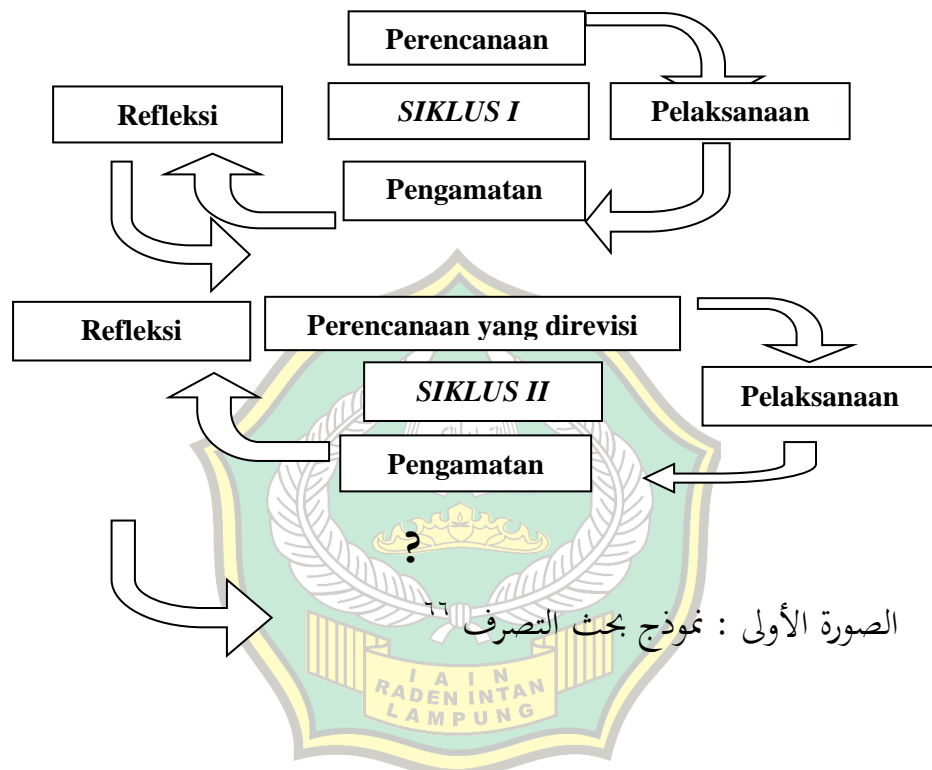 Perencanaan
Refleksi
SIKLUS I
Pelaksanaan
Pengamatan
Refleksi
Perencanaan yang direvisi
SIKLUS II
Pelaksanaan
Pengamatan
?
الصورة الأولى : نموذج بحث التصرف ٦٦
I A I N
RADEN INTAN
LAMPUNG